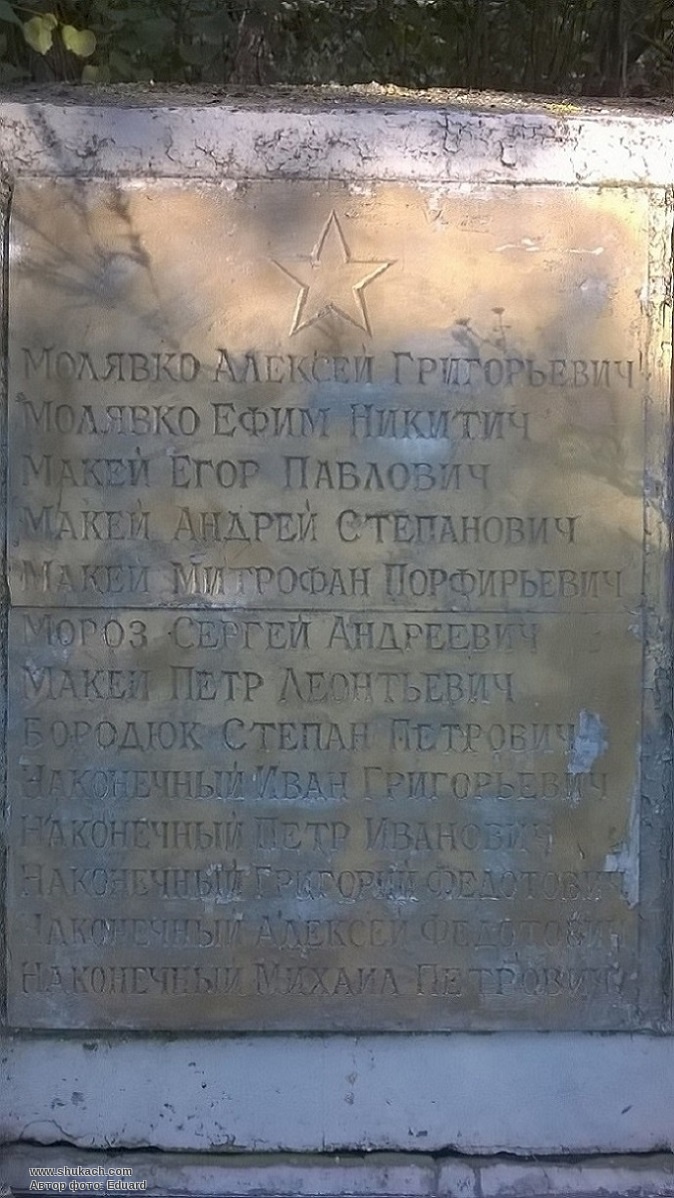 Молявко Алексей Григорьевич
Молявко Ефим Никитич
Макей Егор Павлович
Макей Андрей Степанович
Макей Митрофан Порфирьевич
Мороз Сергей Андреевич
Макей Петр Леонтьевич
Бородюк Степан Петрович
Наконечный Иван Григорьевич
Наконечный Петр Иванович
Наконечный Григорий Федотович
Наконечный Алексей Федотович
Наконечный Михаил Петрович
www.shukach.com
Автор фото: Eduard